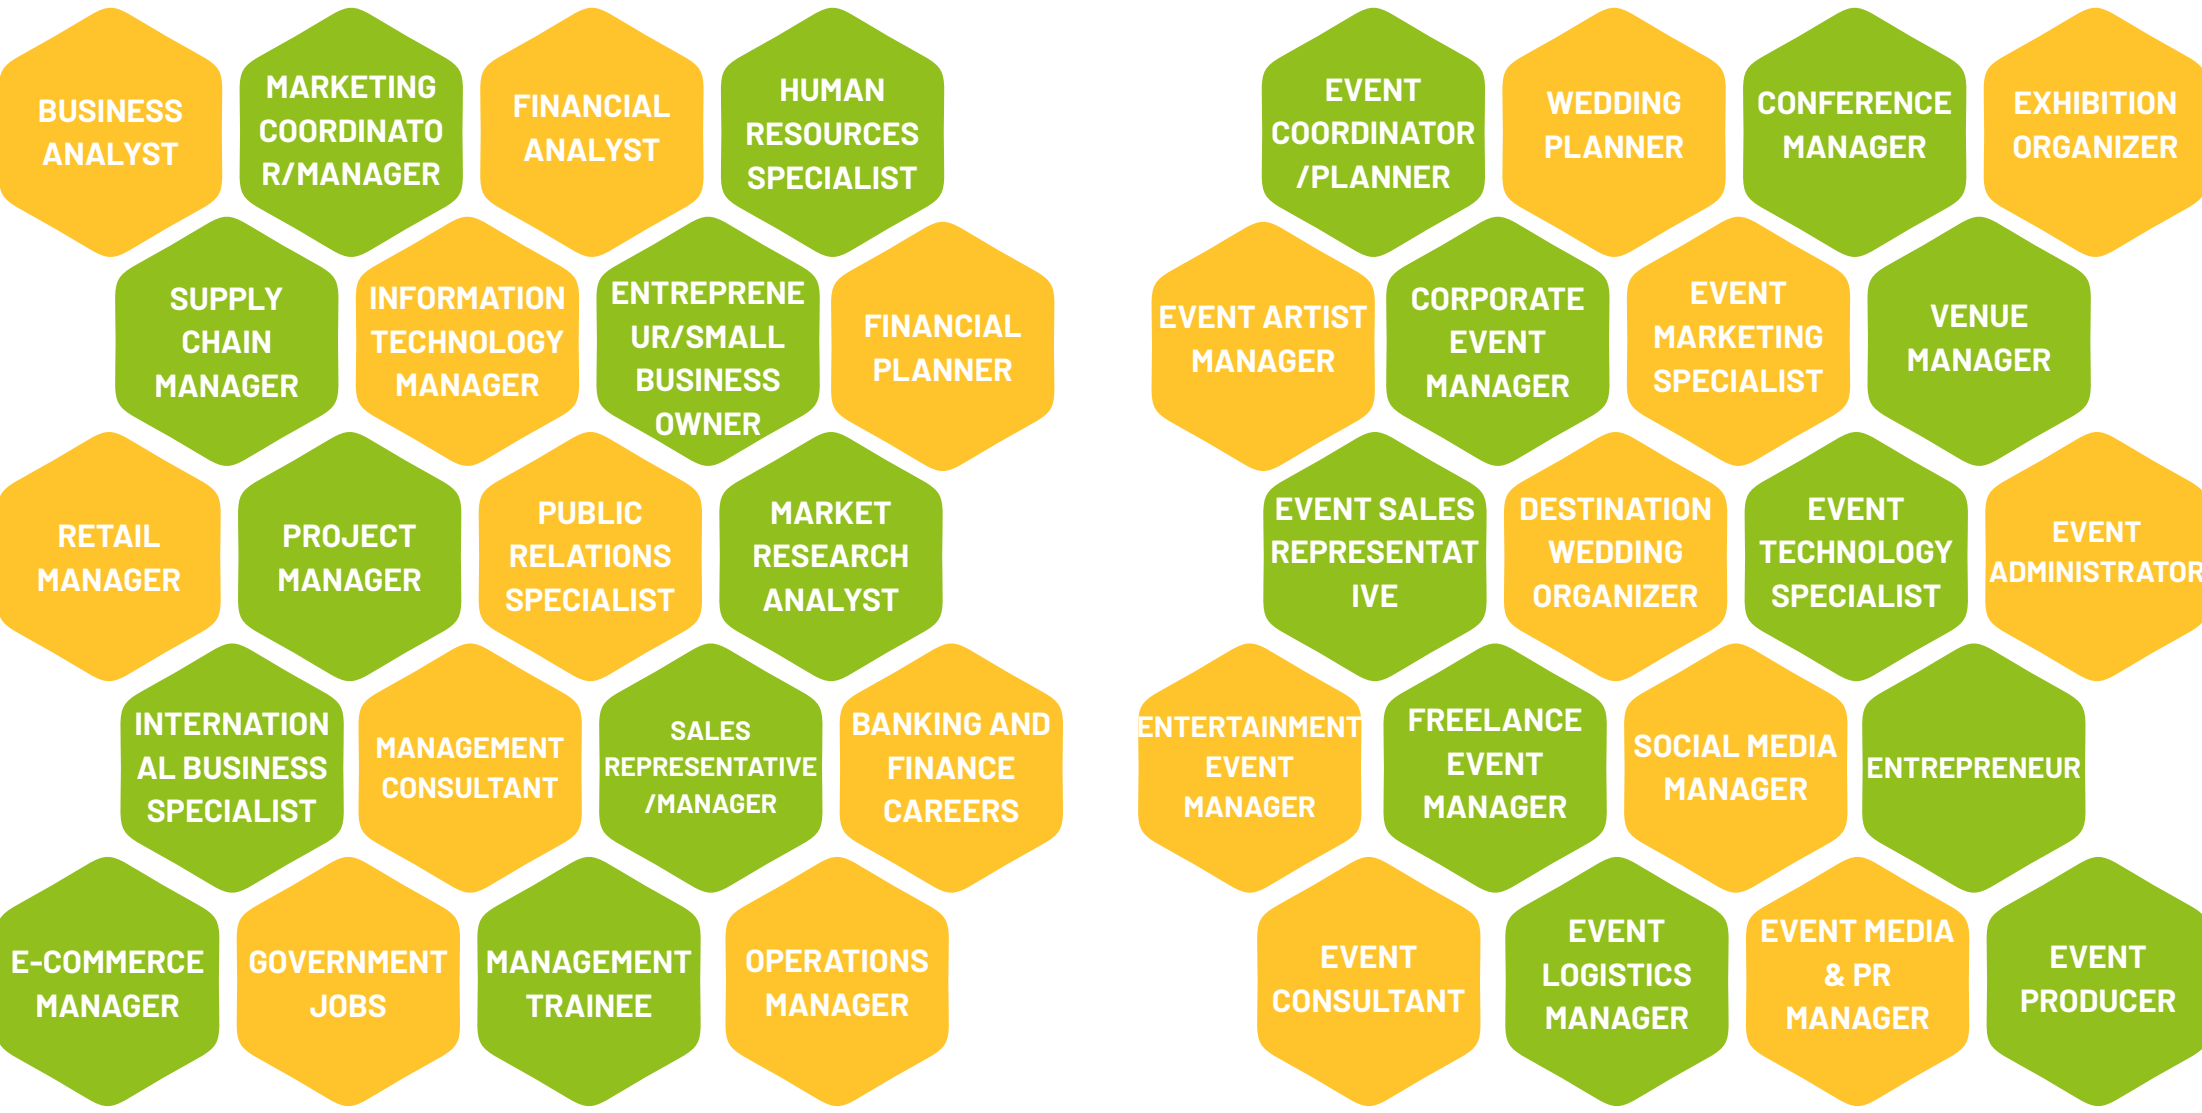 BUSINESS
ANALYST
MARKETING
COORDINATO
R/MANAGER
FINANCIAL
ANALYST
HUMAN
RESOURCES
SPECIALIST
SUPPLY
CHAIN
MANAGER
INFORMATION
TECHNOLOGY
MANAGER
ENTREPRENE
UR/SMALL
BUSINESS
OWNER
FINANCIAL
PLANNER
RETAIL
MANAGER
PROJECT
MANAGER
PUBLIC
RELATIONS
SPECIALIST
MARKET
RESEARCH
ANALYST
INTERNATION
AL BUSINESS
SPECIALIST
MANAGEMENT
CONSULTANT
SALES
REPRESENTATIVE
/MANAGER
BANKING AND
FINANCE
CAREERS
E-COMMERCE
MANAGER
GOVERNMENT
JOBS
MANAGEMENT
TRAINEE
OPERATIONS
MANAGER
EVENT
COORDINATOR
/PLANNER
WEDDING
PLANNER
CONFERENCE
MANAGER
EXHIBITION
ORGANIZER
EVENT ARTIST
MANAGER
CORPORATE
EVENT
MANAGER
EVENT
MARKETING
SPECIALIST
VENUE
MANAGER
EVENT SALES
REPRESENTAT
IVE
DESTINATION
WEDDING
ORGANIZER
EVENT
TECHNOLOGY
SPECIALIST
EVENT
ADMINISTRATOR
ENTERTAINMENT
EVENT
MANAGER
FREELANCE
EVENT
MANAGER
SOCIAL MEDIA
MANAGER
ENTREPRENEUR
EVENT
CONSULTANT
EVENT
LOGISTICS
MANAGER
EVENT MEDIA
& PR
MANAGER
EVENT
PRODUCER